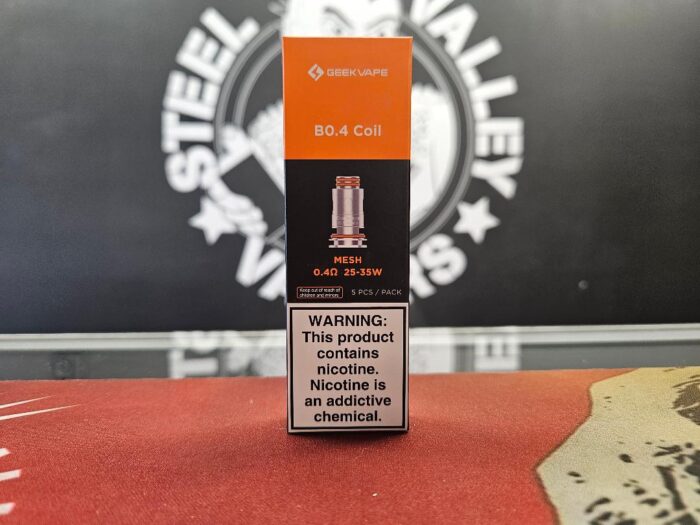 STEEL VALLEY
GEEKVAPE
B0.4 Coil
MESH
0.4Ω 25-35W
Keep out of reach of
children and minors.
5 PCS / PACK
WARNING:
This product
contains
nicotine.
Nicotine is
an addictive
chemical.